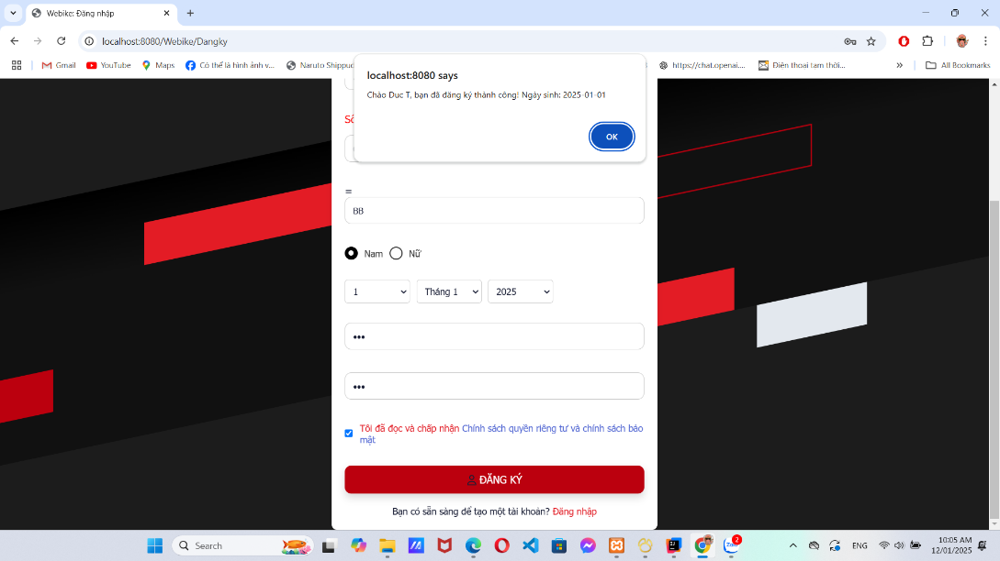 Webike: Đăng nhập
localhost:8080/Webike/Dangky
Gmail
YouTube
Maps
Có thể là hình ảnh v...
Naruto Shippud
https://chat.openai....
Điện thoại tạm thời...
»
All Bookmarks
localhost:8080 says
Chào Duc T, bạn đã đăng ký thành công! Ngày sinh: 2025-01-01
OK
Số
=
BB
Nam
Nữ
1
Tháng 1
2025
•••
•••
Tôi đã đọc và chấp nhận Chính sách quyền riêng tư và chính sách bảo
mật
ĐĂNG KÝ
Bạn có sẵn sàng để tạo một tài khoản? Đăng nhập
Search
2
ENG
10:05 AM
12/01/2025